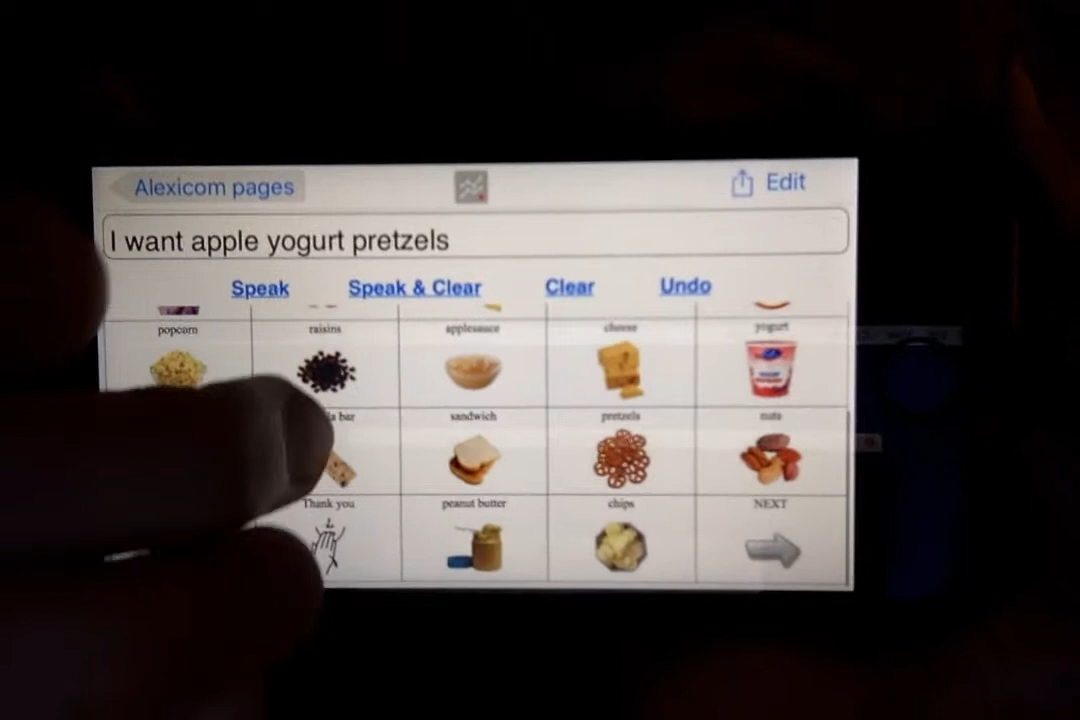 Alexicom pages Edit
I want apple yogurt pretzels
Speak Speak & Clear Clear Undo
popcorn raisins applesauce cheese yogurt
bar sandwich pretzels nuts
Thank you peanut butter chips NEXT